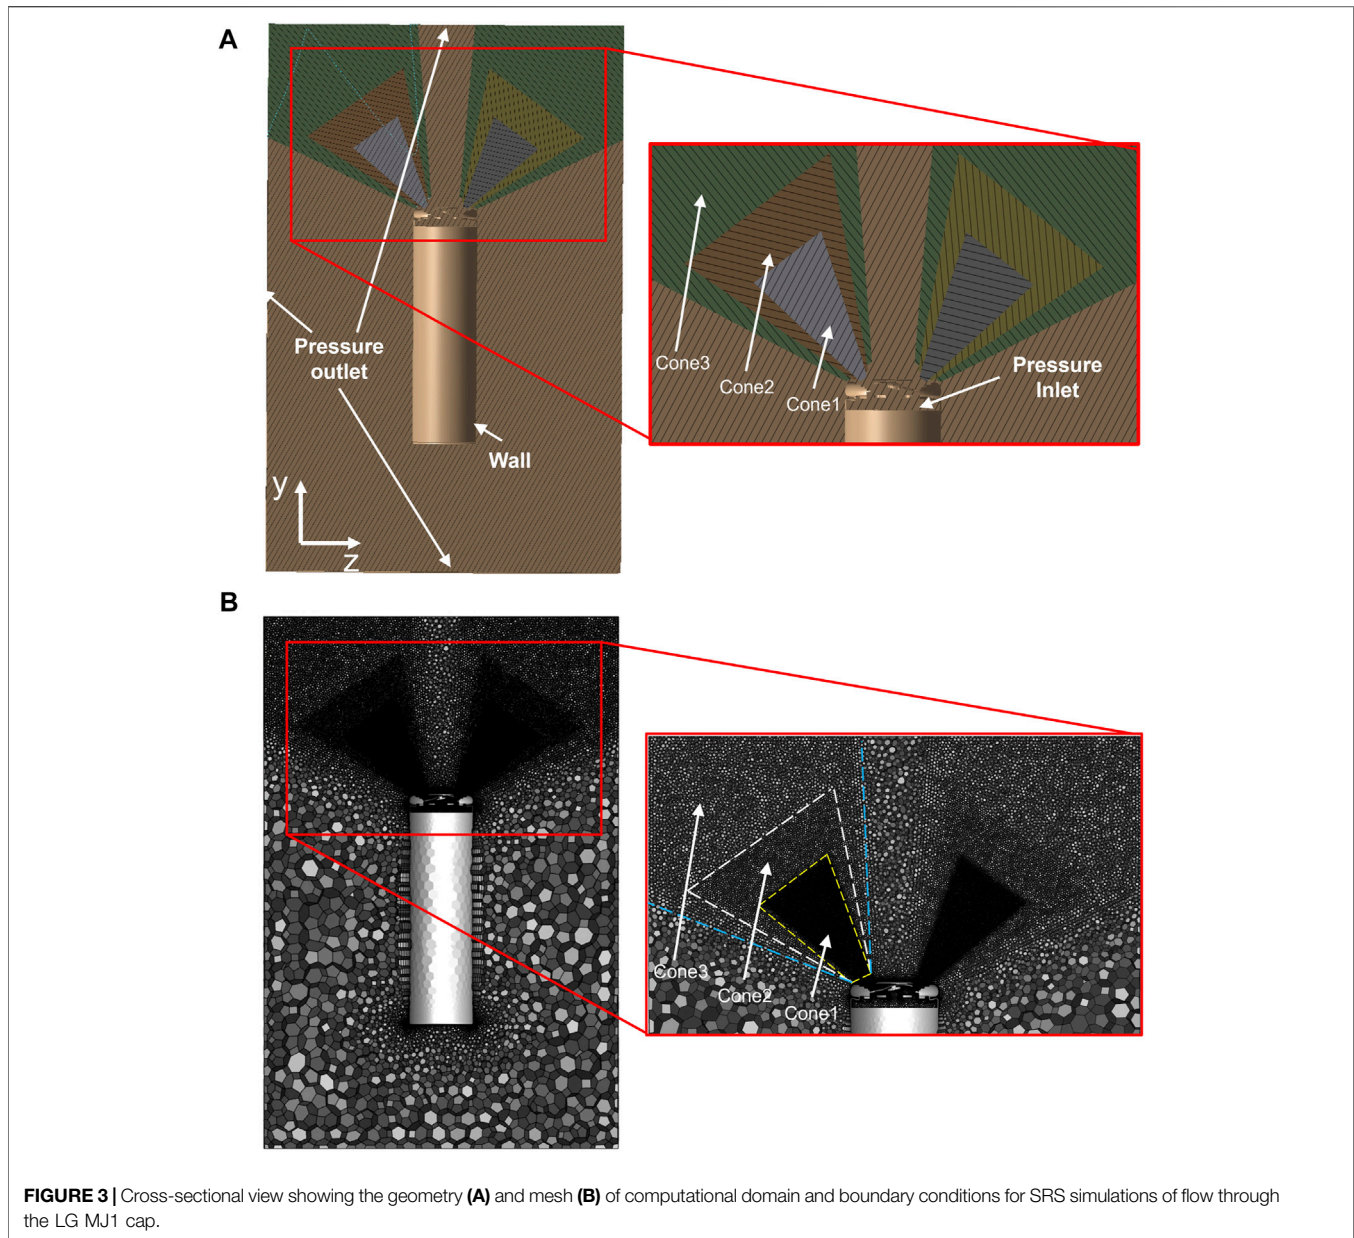 A
Pressure
outlet
Wall
y
z
Cone3
Cone2
Cone1
Pressure
Inlet
B
Cone3
Cone2
Cone1
FIGURE 3 | Cross-sectional view showing the geometry (A) and mesh (B) of computational domain and boundary conditions for SRS simulations of flow through
the LG MJ1 cap.